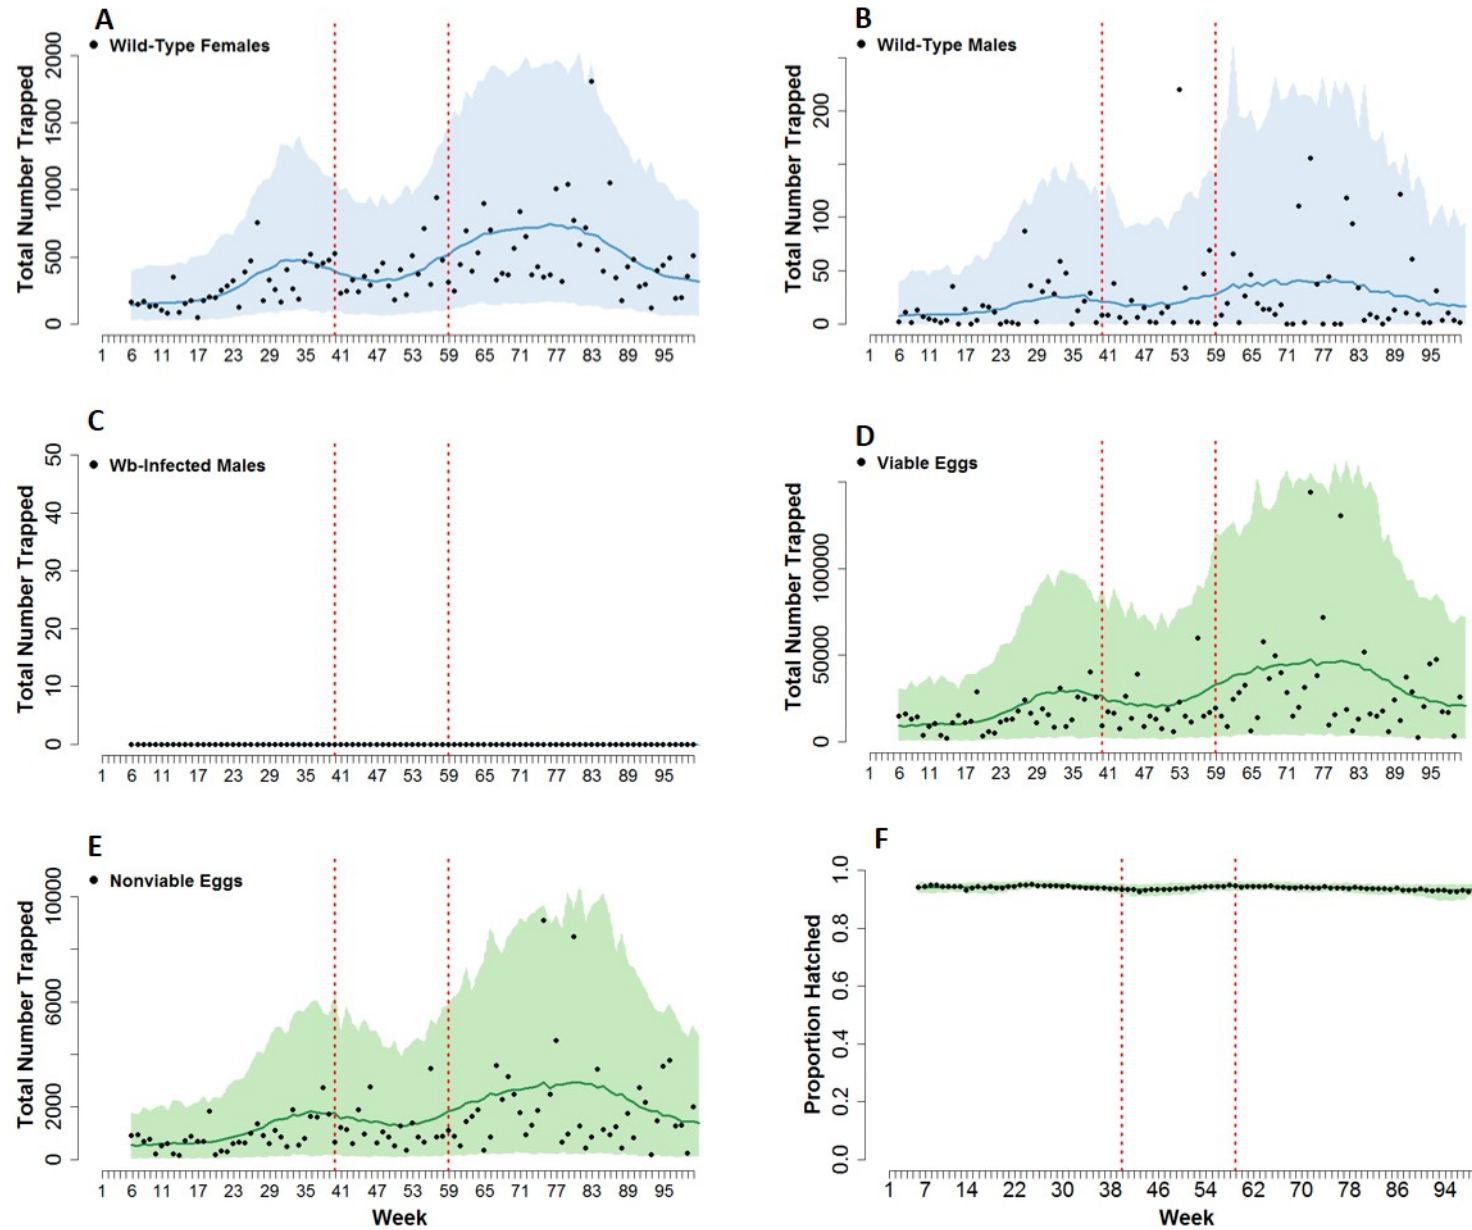 A
Wild-Type Females
Total Number Trapped
2000
1500
1000
500
0
1 6 11 17 23 29 35 41 47 53 59 65 71 77 83 89 95
B
Wild-Type Males
Total Number Trapped
200
100
50
0
1 6 11 17 23 29 35 41 47 53 59 65 71 77 83 89 95
C
Wb-Infected Males
Total Number Trapped
50
40
30
20
10
0
1 6 11 17 23 29 35 41 47 53 59 65 71 77 83 89 95
D
Viable Eggs
Total Number Trapped
100000
50000
0
1 6 11 17 23 29 35 41 47 53 59 65 71 77 83 89 95
E
Nonviable Eggs
Total Number Trapped
10000
6000
2000
0
1 6 11 17 23 29 35 41 47 53 59 65 71 77 83 89 95
Week
F
Proportion Hatched
1.0
0.8
0.6
0.4
0.2
0.0
1 7 14 22 30 38 46 54 62 70 78 86 94
Week